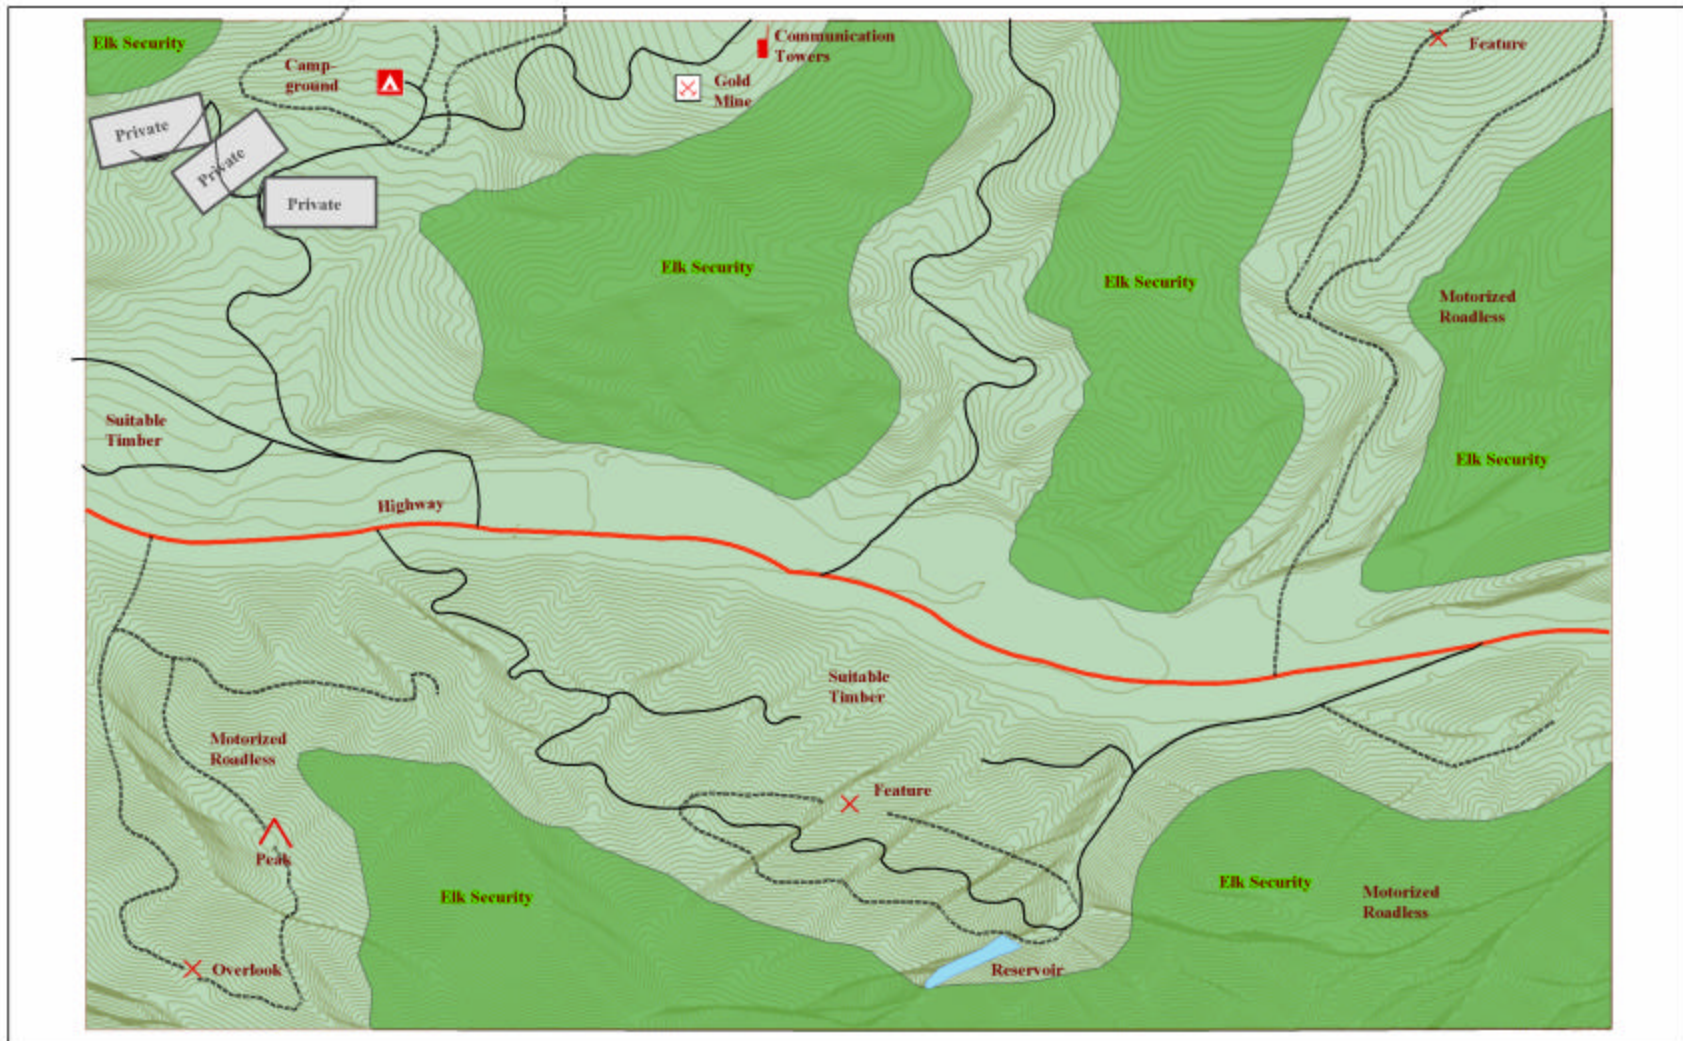 Elk Security
Camp-
ground
Communication
Towers
Gold
Mine
Feature
Private
Private
Private
Elk Security
Elk Security
Motorized
Roadless
Suitable
Timber
Elk Security
Highway
Suitable
Timber
Motorized
Roadless
Feature
Peak
Elk Security
Elk Security
Motorized
Roadless
Overlook
Reservoir